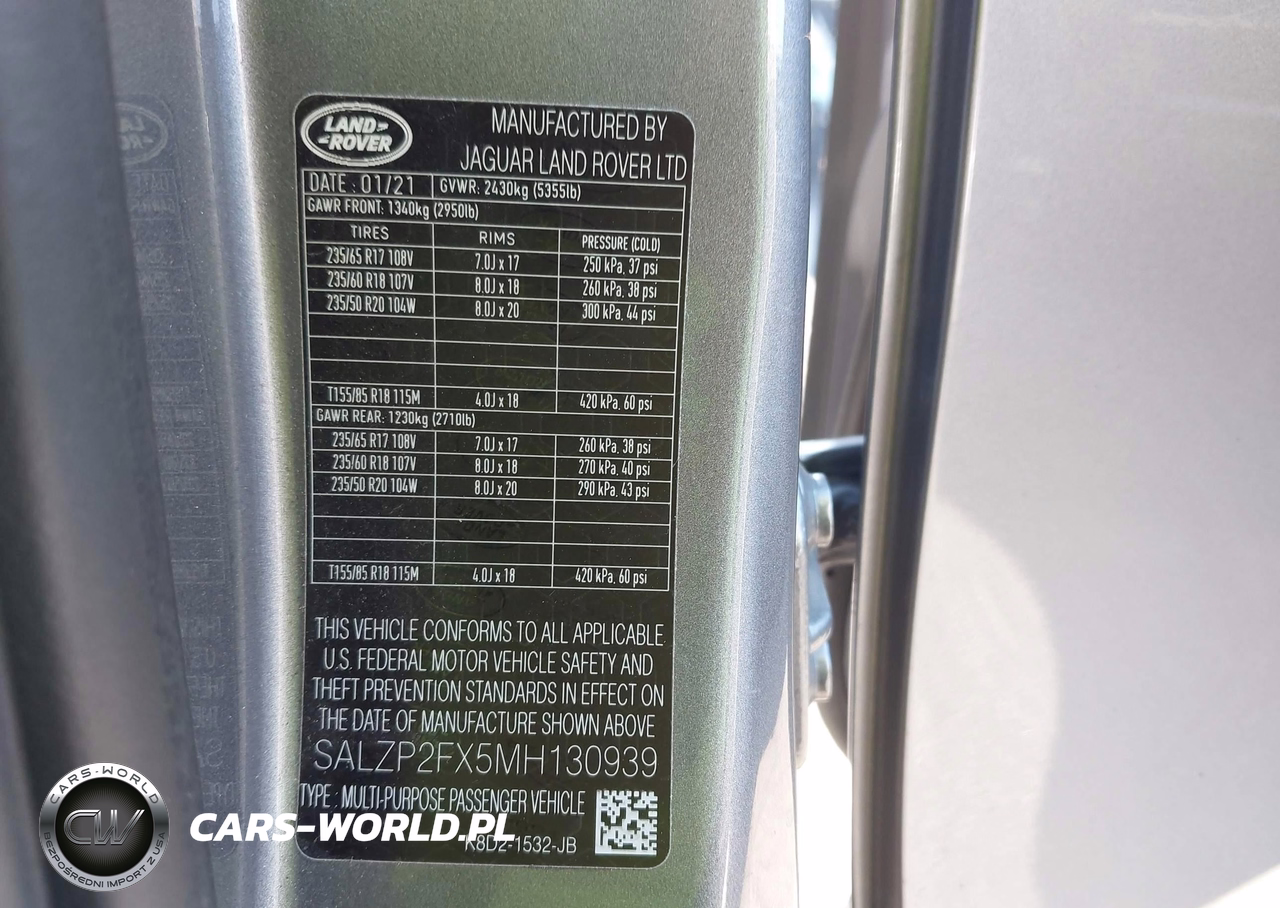 LAND ROVER
MANUFACTURED BY
JAGUAR LAND ROVER LTD
DATE : 01/21 GVWR: 2430kg (5355lb)
GAWR FRONT: 1340kg (2950lb)
TIRES RIMS PRESSURE (COLD)
235/65 R17 108V 7.0J x 17 250 kPa, 37 psi
235/60 R18 107V 8.0J x 18 260 kPa, 38 psi
235/50 R20 104W 8.0J x 20 300 kPa, 44 psi
T155/85 R18 115M 4.0J x 18 420 kPa, 60 psi
GAWR REAR: 1230kg (2710lb)
235/65 R17 108V 7.0J x 17 260 kPa, 38 psi
235/60 R18 107V 8.0J x 18 270 kPa, 40 psi
235/50 R20 104W 8.0J x 20 290 kPa, 43 psi
T155/85 R18 115M 4.0J x 18 420 kPa, 60 psi
THIS VEHICLE CONFORMS TO ALL APPLICABLE
U.S. FEDERAL MOTOR VEHICLE SAFETY AND
THEFT PREVENTION STANDARDS IN EFFECT ON
THE DATE OF MANUFACTURE SHOWN ABOVE
SALZP2FX5MH130939
TYPE : MULTI-PURPOSE PASSENGER VEHICLE
K8D2-1532-JB
CARS-WORLD
CW
BEZPOŚREDNI IMPORT Z USA
CARS-WORLD.PL